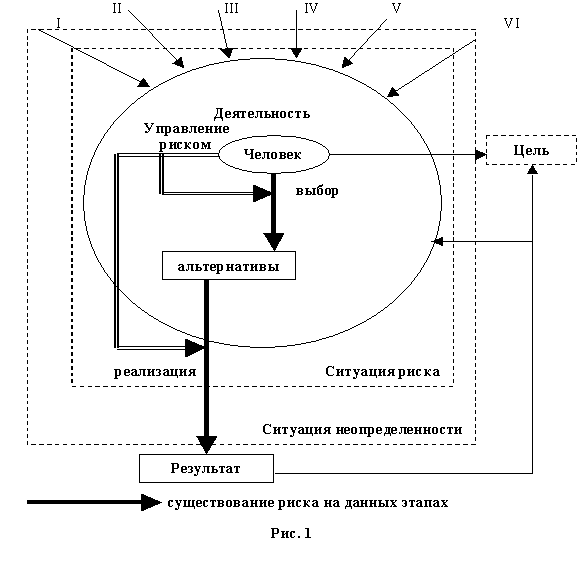 I II III IV V VI
Деятельность
Управление
риском
Человек
Цель
выбор
альтернативы
реализация
Ситуация риска
Ситуация неопределенности
Результат
существование риска на данных этапах
Рис. 1